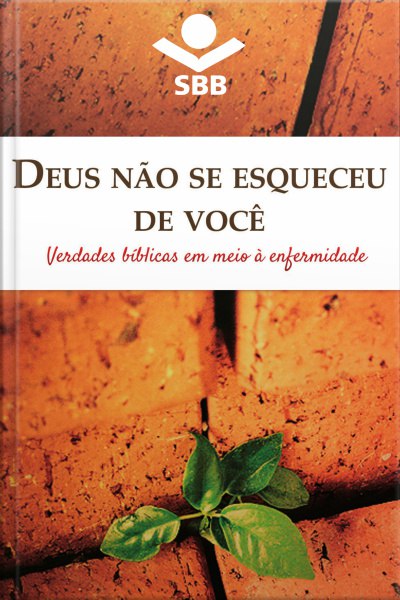 SBB
DEUS NÃO SE ESQUECEU
DE VOCÊ
Verdades bíblicas em meio à enfermidade